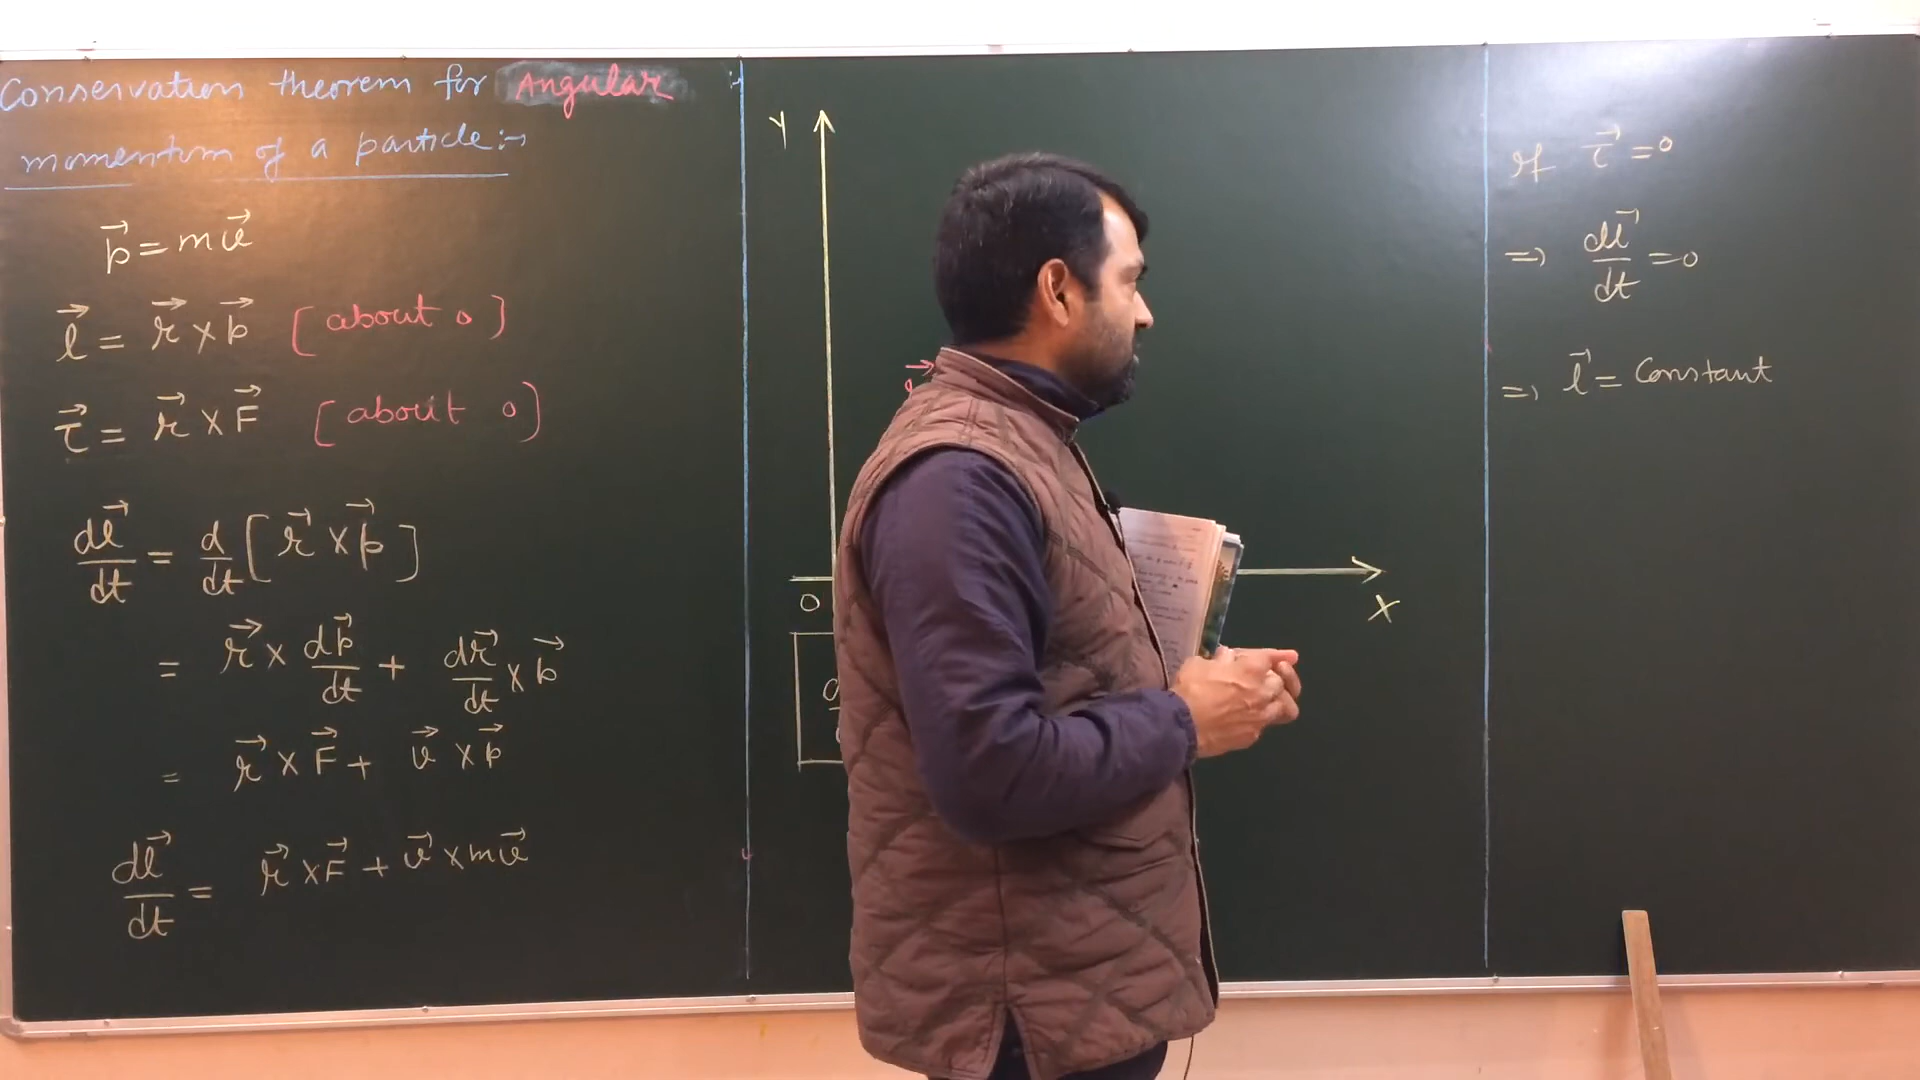 Conservation theorem for Angular :-
momentum of a particle:-
p⃗ = mv⃗
l⃗ = r⃗ × p⃗ [about o]
τ⃗ = r⃗ × F⃗ [about o]
dl⃗/dt = d/dt [r⃗ × p⃗]
= r⃗ × dp⃗/dt + dr⃗/dt × p⃗
= r⃗ × F⃗ + v⃗ × p⃗
dl⃗/dt = r⃗ × F⃗ + v⃗ × mv⃗
Y
O
X
if τ⃗ = 0
=> dl⃗/dt = 0
=> l⃗ = Constant